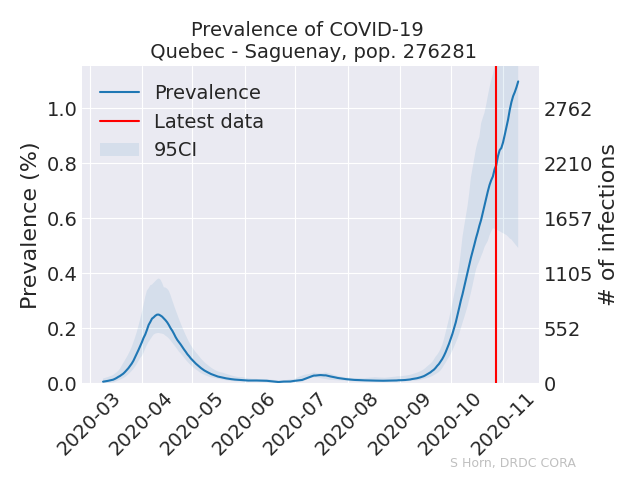 Prevalence of COVID-19
Quebec - Saguenay, pop. 276281
Prevalence
Latest data
95CI
Prevalence (%)
1.0
0.8
0.6
0.4
0.2
0.0
2762
2210
1657
1105
552
0
# of infections
2020-03
2020-04
2020-05
2020-06
2020-07
2020-08
2020-09
2020-10
2020-11
S Horn, DRDC CORA